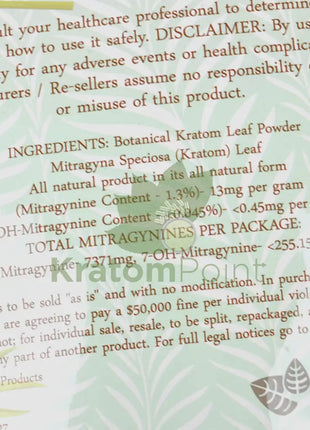 ult your healthcare professional to determine
how to use it safely. DISCLAIMER: By us
y for any adverse events or health complica
urers / Re-sellers assume no responsibility
or misuse of this product.
INGREDIENTS: Botanical Kratom Leaf Powder
Mitragyna Speciosa (Kratom) Leaf
All natural product in its all natural form
(Mitragynine Content - 1.3%)- 13mg per gram
OH-Mitragynine Content - (0.045%)- <0.45mg per
TOTAL MITRAGYNINES PER PACKAGE:
Mitragynine- 7371mg, 7-OH-Mitragynine- <255.15
KratomPoint
s to be sold "as is" and with no modification. In purch
are agreeing to pay a $50,000 fine per individual viol
not; for individual sale, resale, to be split, repackaged,
ny part of another product. For full legal notices go to
Products